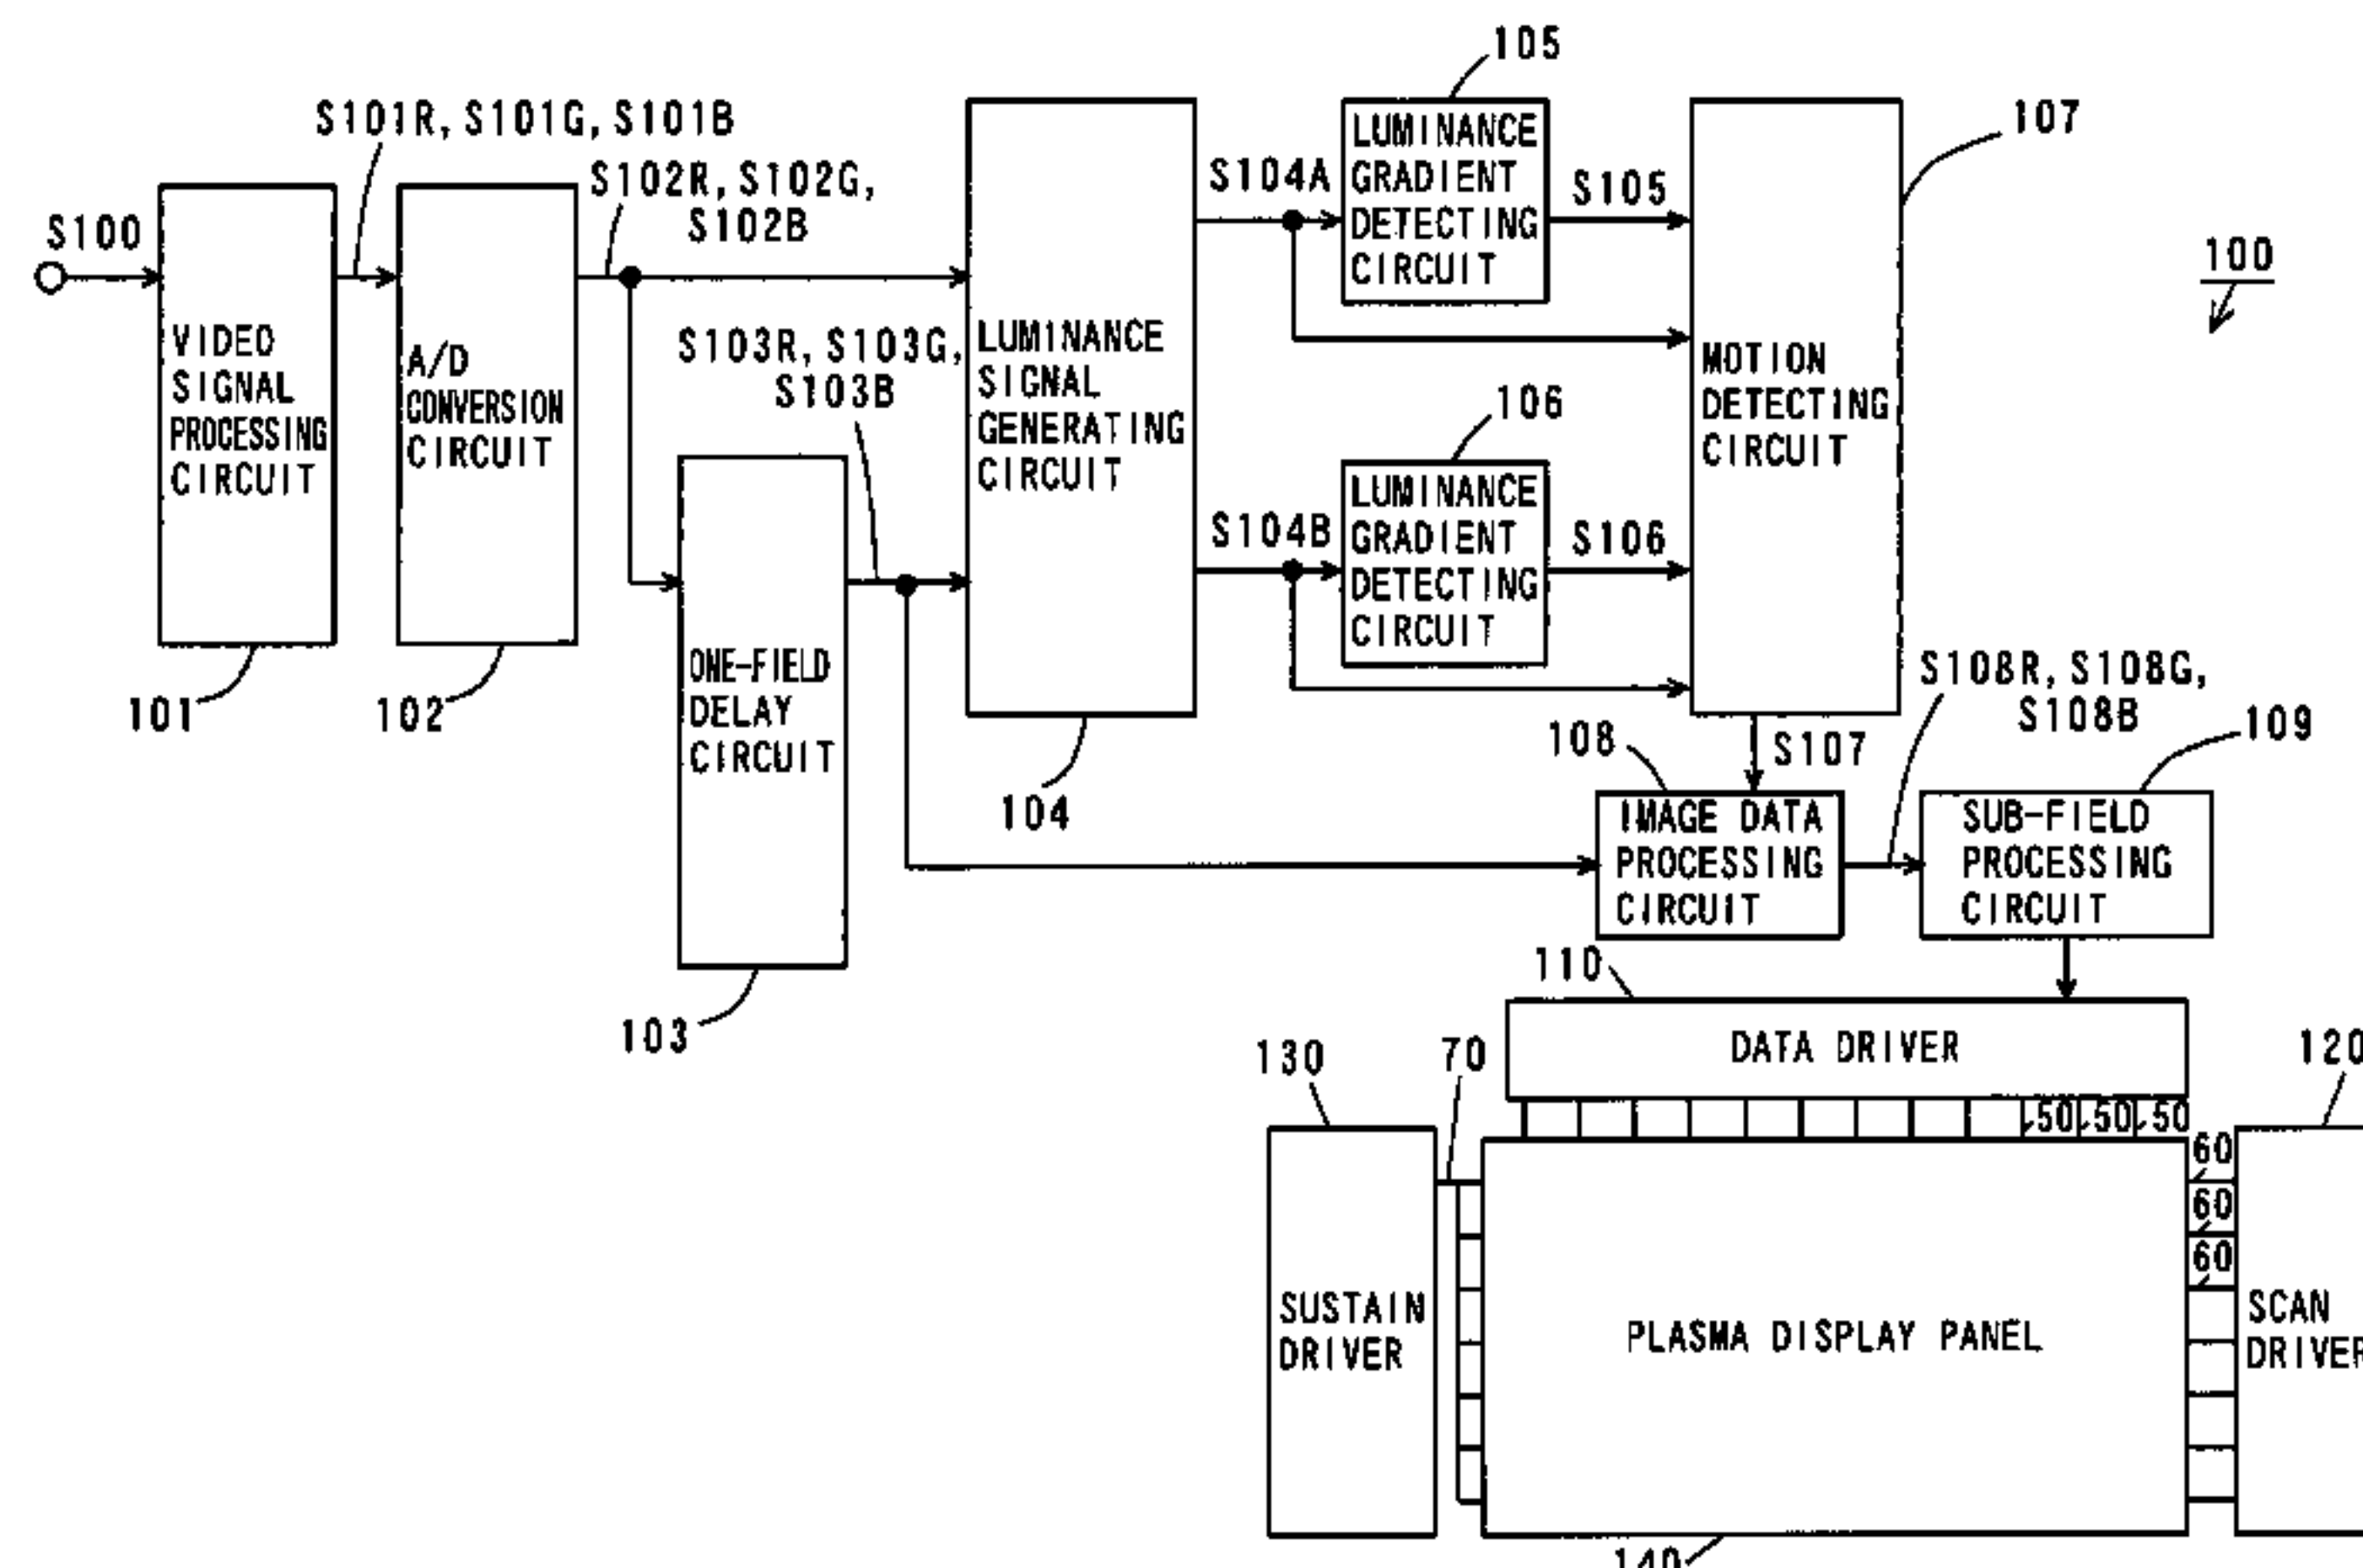 105
S101R, S101G, S101B
107
S102R, S102G,
S102B
S100
S104A
LUMINANCE
GRADIENT
DETECTING
CIRCUIT
S105
100
VIDEO
SIGNAL
PROCESSING
CIRCUIT
A/D
CONVERSION
CIRCUIT
S103R, S103G,
S103B
LUMINANCE
SIGNAL
GENERATING
CIRCUIT
MOTION
DETECTING
CIRCUIT
106
S104B
LUMINANCE
GRADIENT
DETECTING
CIRCUIT
S106
101
102
ONE-FIELD
DELAY
CIRCUIT
S108R, S108G,
S108B
109
108
S107
104
IMAGE DATA
PROCESSING
CIRCUIT
SUB-FIELD
PROCESSING
CIRCUIT
103
110
DATA DRIVER
130
70
120
50 50 50
60
60
60
SUSTAIN
DRIVER
PLASMA DISPLAY PANEL
SCAN
DRIVER
140